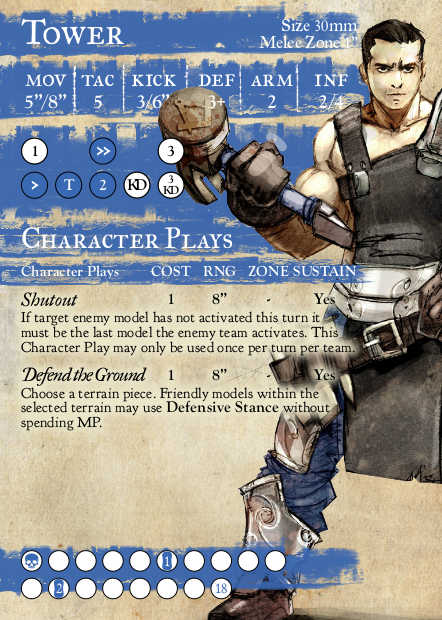 Tower
Size 30mm
Melee Zone 1"
MOV TAC KICK DEF ARM INF
5"/8" 5 3/6" 3+ 2 2/4
1 >> 3
> T 2 KD 3 KD
Character Plays
Character Plays COST RNG ZONE SUSTAIN
Shutout 1 8" - Yes
If target enemy model has not activated this turn it
must be the last model the enemy team activates. This
Character Play may only be used once per turn per team.
Defend the Ground 1 8" - Yes
Choose a terrain piece. Friendly models within the
selected terrain may use Defensive Stance without
spending MP.
1
2 18